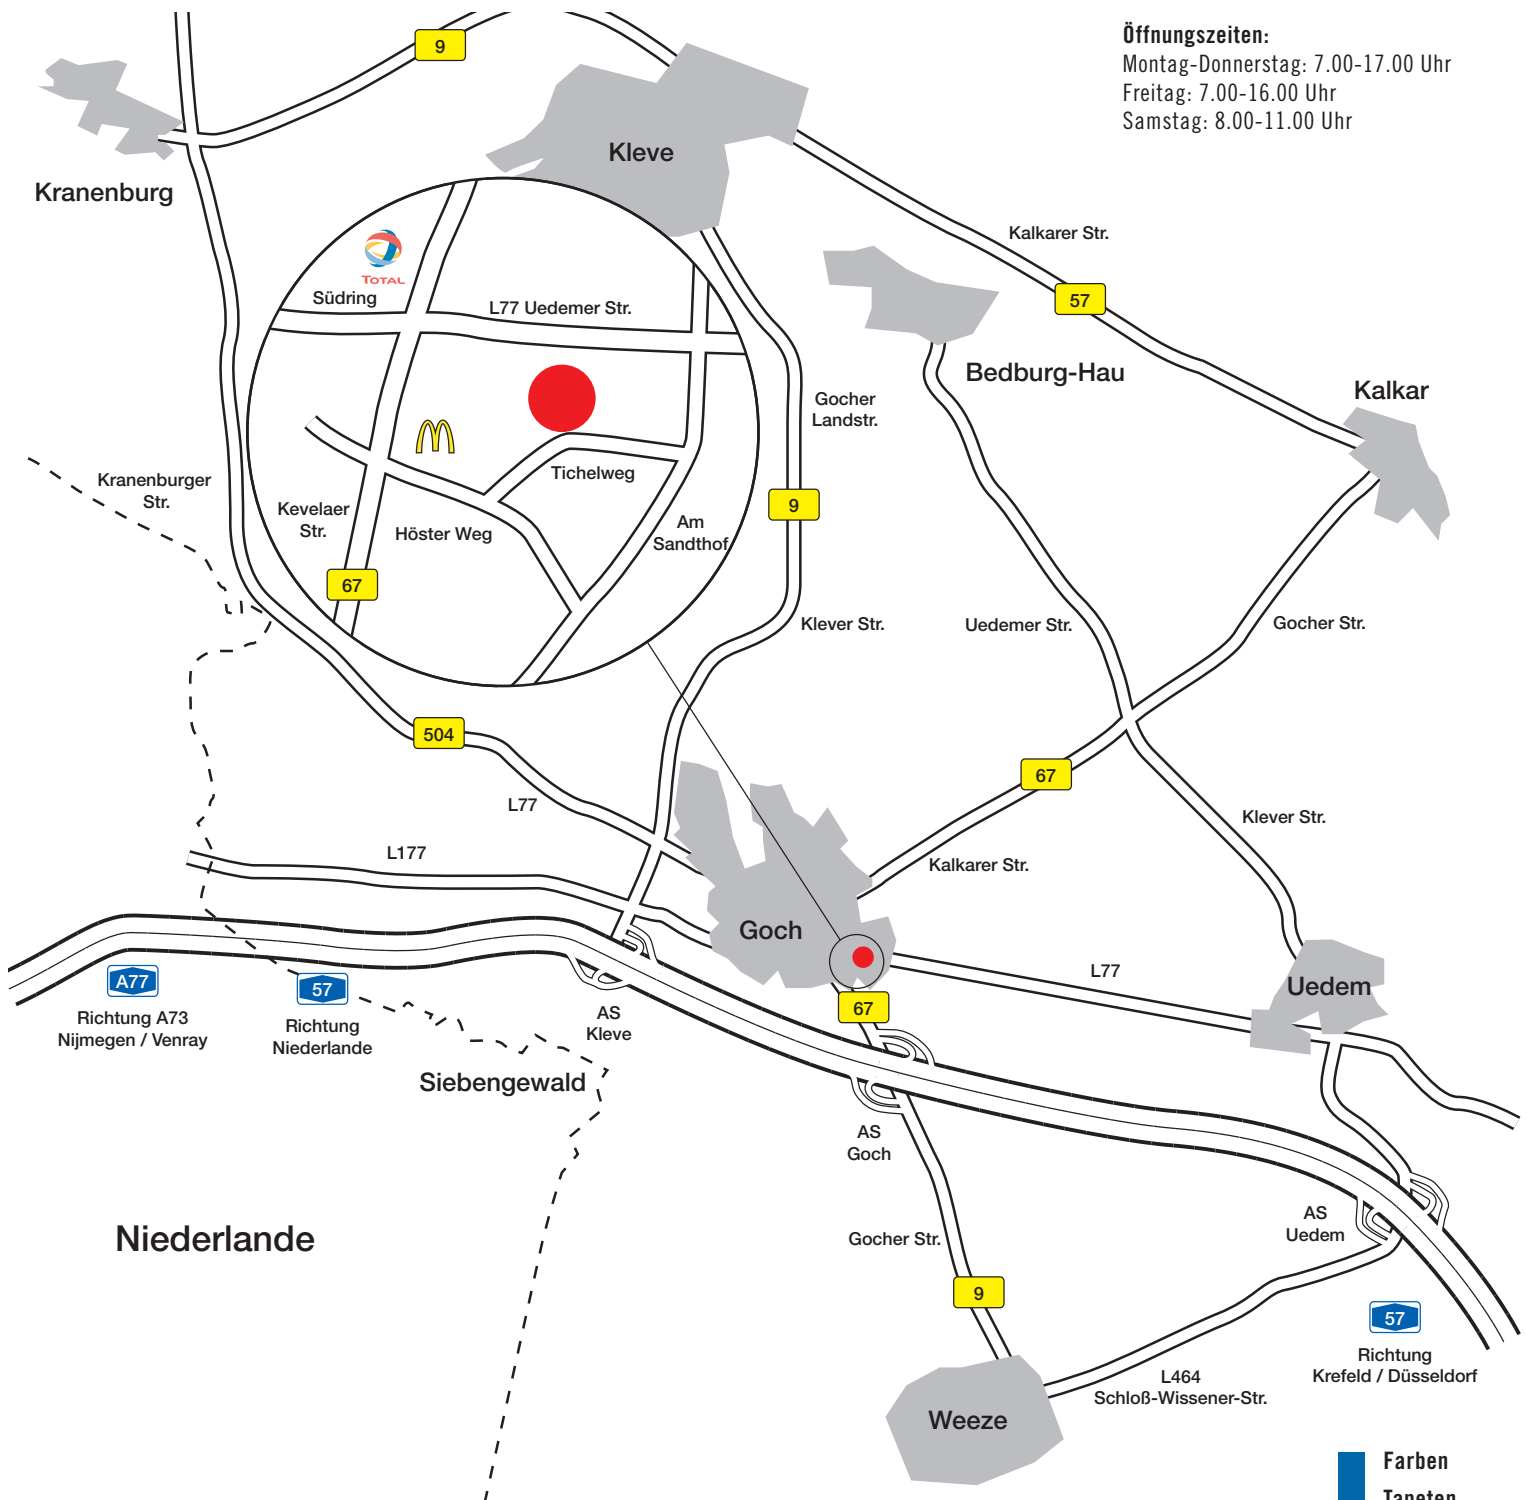 Öffnungszeiten:
Montag-Donnerstag: 7.00-17.00 Uhr
Freitag: 7.00-16.00 Uhr
Samstag: 8.00-11.00 Uhr
9
Kleve
Kranenburg
Kalkarer Str.
TOTAL
Südring
L77 Uedemer Str.
57
Bedburg-Hau
Kalkar
Gocher
Landstr.
Kranenburger
Str.
Tichelweg
Kevelaer
Str.
Höster Weg
Am
Sandthof
9
67
Klever Str.
Uedemer Str.
Gocher Str.
504
67
L77
Klever Str.
L177
Kalkarer Str.
Goch
L77
A77
57
Uedem
67
Richtung A73
Nijmegen / Venray
Richtung
Niederlande
AS
Kleve
Siebengewald
AS
Goch
Niederlande
Gocher Str.
AS
Uedem
9
57
Richtung
Krefeld / Düsseldorf
L464
Schloß-Wissener-Str.
Weeze
Farben
Tapeten